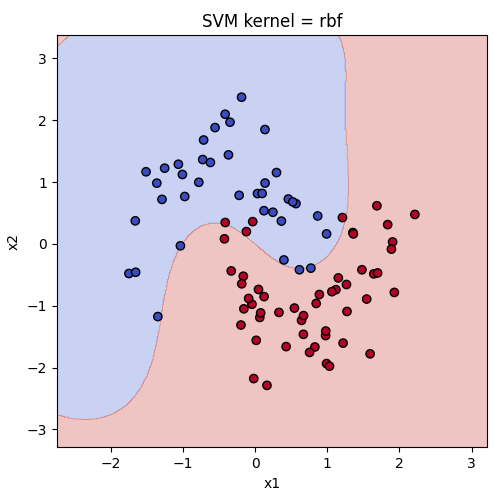 SVM kernel = rbf
3
2
1
0
−1
−2
−3
x2
−2 −1 0 1 2 3
x1